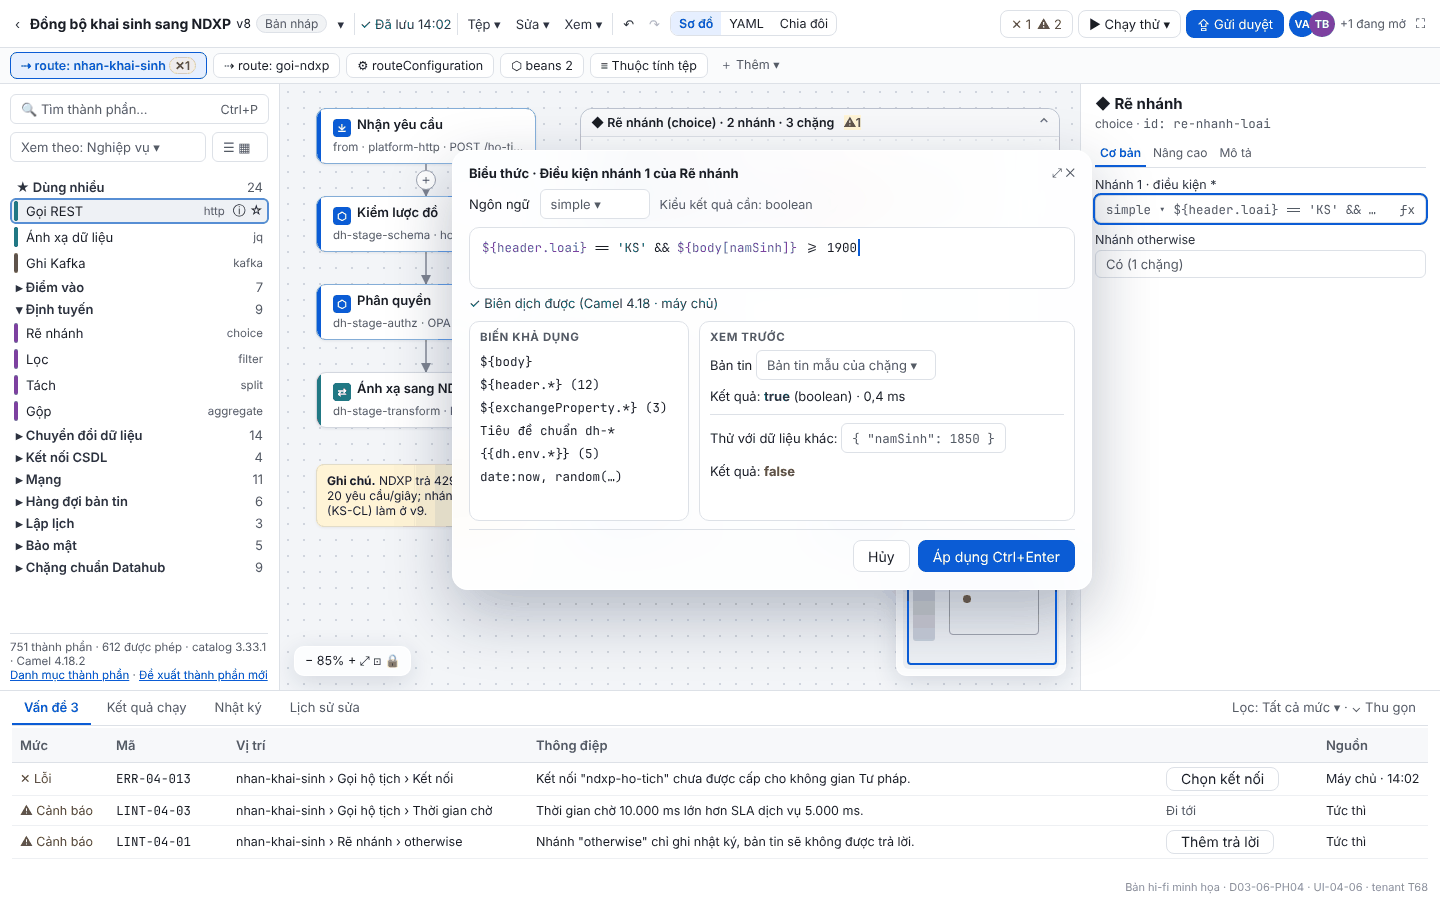 ‹ Đồng bộ khai sinh sang NDXP v8 Bản nháp ▾ ✓ Đã lưu 14:02 Tệp ▾ Sửa ▾ Xem ▾ ↶ ↷ Sơ đồ YAML Chia đôi ✕ 1 ⚠ 2 ▶ Chạy thử ▾ ⇪ Gửi duyệt VA TB +1 đang mở ⛶
⇢ route: nhan-khai-sinh ✕1 ⇢ route: goi-ndxp ⚙ routeConfiguration ⬡ beans 2 ≡ Thuộc tính tệp + Thêm ▾
🔍 Tìm thành phần... Ctrl+P
Xem theo: Nghiệp vụ ▾ ☰ ▦
★ Dùng nhiều 24
Gọi REST http ⓘ ☆
Ánh xạ dữ liệu jq
Ghi Kafka kafka
▸ Điểm vào 7
▾ Định tuyến 9
Rẽ nhánh choice
Lọc filter
Tách split
Gộp aggregate
▸ Chuyển đổi dữ liệu 14
▸ Kết nối CSDL 4
▸ Mạng 11
▸ Hàng đợi bản tin 6
▸ Lập lịch 3
▸ Bảo mật 5
▸ Chặng chuẩn Datahub 9
751 thành phần · 612 được phép · catalog 3.33.1
· Camel 4.18.2
Danh mục thành phần · Đề xuất thành phần mới
Nhận yêu cầu
from · platform-http · POST /ho-ti...
+
Kiểm lược đồ
dh-stage-schema · ho
Phân quyền
dh-stage-authz · OPA
Ánh xạ sang ND
dh-stage-transform ·
Ghi chú. NDXP trả 429
20 yêu cầu/giây; nhán
(KS-CL) làm ở v9.
− 85% + ⤢ ⊡ 🔒
◆ Rẽ nhánh (choice) · 2 nhánh · 3 chặng ⚠1
Biểu thức · Điều kiện nhánh 1 của Rẽ nhánh ⤢ ✕
Ngôn ngữ simple ▾ Kiểu kết quả cần: boolean
${header.loai} == 'KS' && ${body[namSinh]} >= 1900
✓ Biên dịch được (Camel 4.18 · máy chủ)
BIẾN KHẢ DỤNG
${body}
${header.*} (12)
${exchangeProperty.*} (3)
Tiêu đề chuẩn dh-*
{{dh.env.*}} (5)
date:now, random(…)
XEM TRƯỚC
Bản tin Bản tin mẫu của chặng ▾
Kết quả: true (boolean) · 0,4 ms
Thử với dữ liệu khác: { "namSinh": 1850 }
Kết quả: false
Hủy Áp dụng Ctrl+Enter
◆ Rẽ nhánh
choice · id: re-nhanh-loai
Cơ bản Nâng cao Mô tả
Nhánh 1 · điều kiện *
simple ▾ ${header.loai} == 'KS' && … ƒx
Nhánh otherwise
Có (1 chặng)
Vấn đề 3 Kết quả chạy Nhật ký Lịch sử sửa Lọc: Tất cả mức ▾ · ⌄ Thu gọn
Mức Mã Vị trí Thông điệp Nguồn
✕ Lỗi ERR-04-013 nhan-khai-sinh › Gọi hộ tịch › Kết nối Kết nối "ndxp-ho-tich" chưa được cấp cho không gian Tư pháp. Chọn kết nối Máy chủ · 14:02
⚠ Cảnh báo LINT-04-03 nhan-khai-sinh › Gọi hộ tịch › Thời gian chờ Thời gian chờ 10.000 ms lớn hơn SLA dịch vụ 5.000 ms. Đi tới Tức thì
⚠ Cảnh báo LINT-04-01 nhan-khai-sinh › Rẽ nhánh › otherwise Nhánh "otherwise" chỉ ghi nhật ký, bản tin sẽ không được trả lời. Thêm trả lời Tức thì
Bản hi-fi minh họa · D03-06-PH04 · UI-04-06 · tenant T68